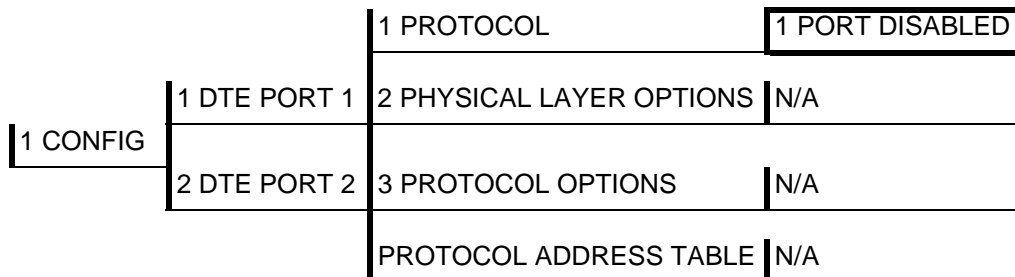 1 PROTOCOL 1 PORT DISABLED
1 DTE PORT 1 2 PHYSICAL LAYER OPTIONS N/A
1 CONFIG
2 DTE PORT 2 3 PROTOCOL OPTIONS N/A
PROTOCOL ADDRESS TABLE N/A